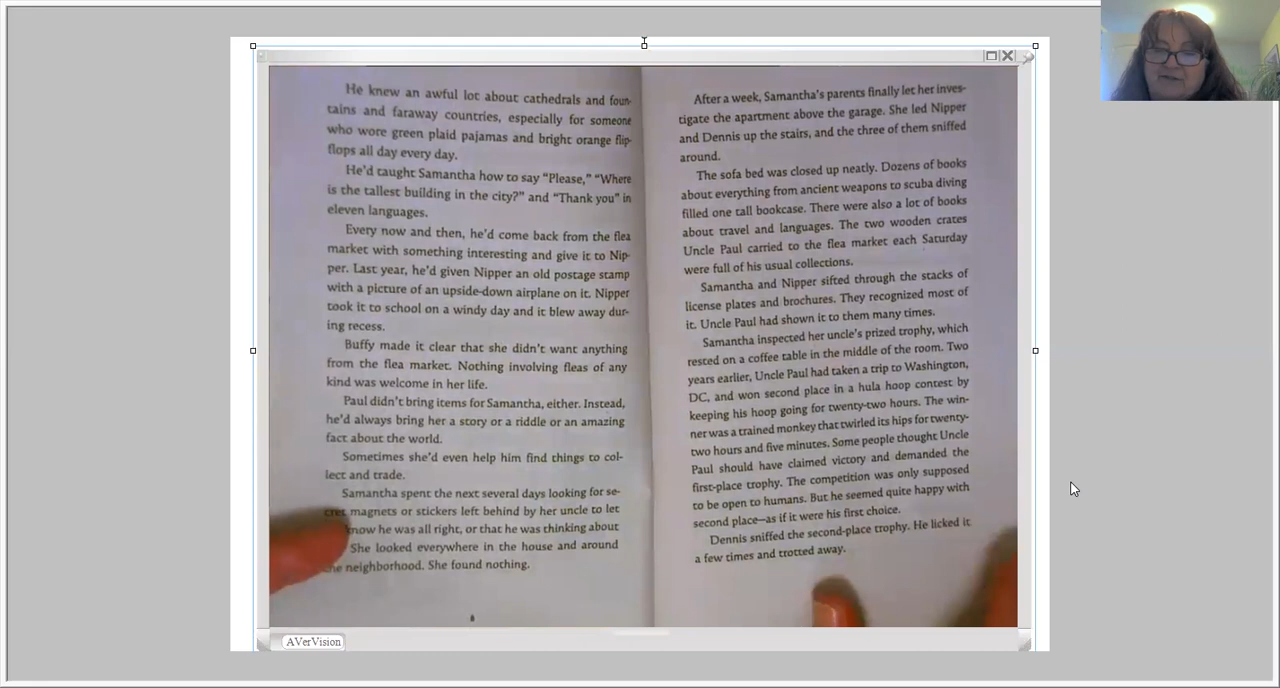 He knew an awful lot about cathedrals and foun-
tains and faraway countries, especially for someone
who wore green plaid pajamas and bright orange flip-
flops all day every day.
He'd taught Samantha how to say "Please," "Where
is the tallest building in the city?" and "Thank you" in
eleven languages.
Every now and then, he'd come back from the flea
market with something interesting and give it to Nip-
per. Last year, he'd given Nipper an old postage stamp
with a picture of an upside-down airplane on it. Nipper
took it to school on a windy day and it blew away dur-
ing recess.
Buffy made it clear that she didn't want anything
from the flea market. Nothing involving fleas of any
kind was welcome in her life.
Paul didn't bring items for Samantha, either. Instead,
he'd always bring her a story or a riddle or an amazing
fact about the world.
Sometimes she'd even help him find things to col-
lect and trade.
Samantha spent the next several days looking for se-
cret magnets or stickers left behind by her uncle to let
know he was all right, or that he was thinking about
She looked everywhere in the house and around
the neighborhood. She found nothing.
8
After a week, Samantha's parents finally let her inves-
tigate the apartment above the garage. She led Nipper
and Dennis up the stairs, and the three of them sniffed
around.
The sofa bed was closed up neatly. Dozens of books
about everything from ancient weapons to scuba diving
filled one tall bookcase. There were also a lot of books
about travel and languages. The two wooden crates
Uncle Paul carried to the flea market each Saturday
were full of his usual collections.
Samantha and Nipper sifted through the stacks of
license plates and brochures. They recognized most of
it. Uncle Paul had shown it to them many times.
Samantha inspected her uncle's prized trophy, which
rested on a coffee table in the middle of the room. Two
years earlier, Uncle Paul had taken a trip to Washington,
DC, and won second place in a hula hoop contest by
keeping his hoop going for twenty-two hours. The win-
ner was a trained monkey that twirled its hips for twenty-
two hours and five minutes. Some people thought Uncle
Paul should have claimed victory and demanded the
first-place trophy. The competition was only supposed
to be open to humans. But he seemed quite happy with
second place—as if it were his first choice.
Dennis sniffed the second-place trophy. He licked it
a few times and trotted away.
AVerVision